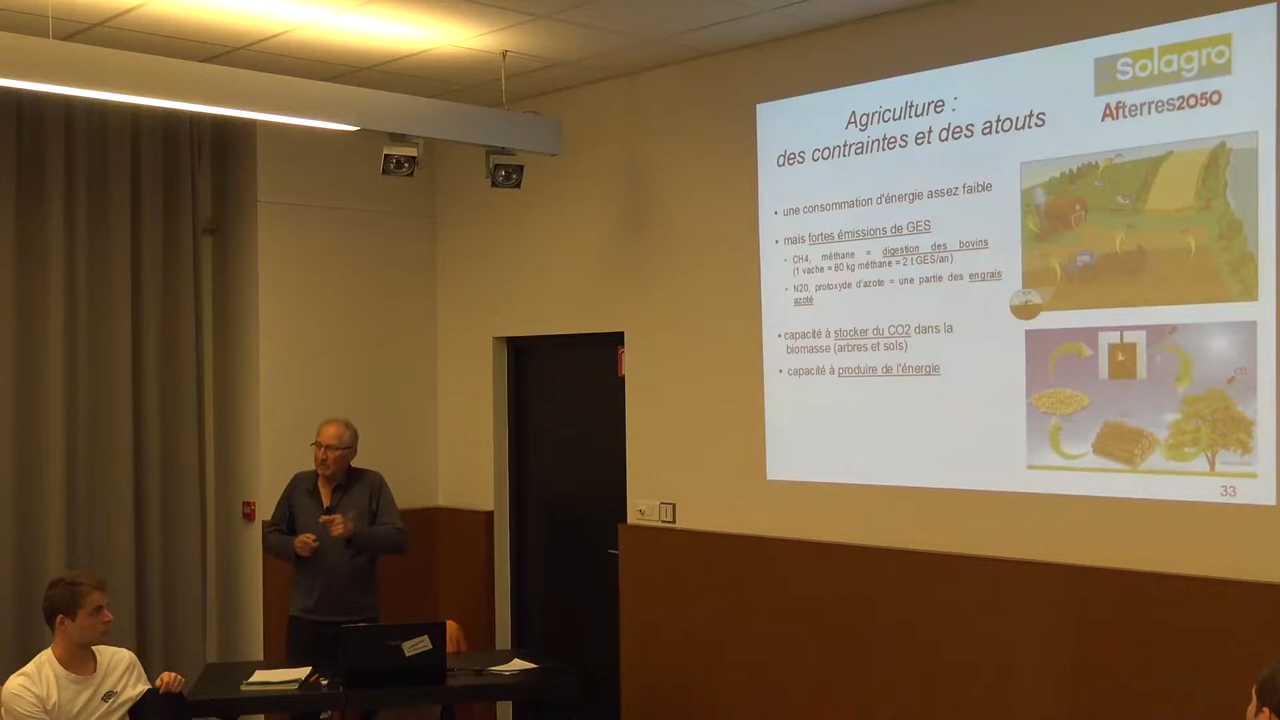 Solagro
Afterres2050
Agriculture :
des contraintes et des atouts
• une consommation d'énergie assez faible
• mais fortes émissions de GES
• CH4, méthane = digestion des bovins
(1 vache = 80 kg méthane = 2 t GES/an)
• N20, protoxyde d'azote = une partie des engrais
azoté
• capacité à stocker du CO2 dans la
biomasse (arbres et sols)
• capacité à produire de l'énergie
33